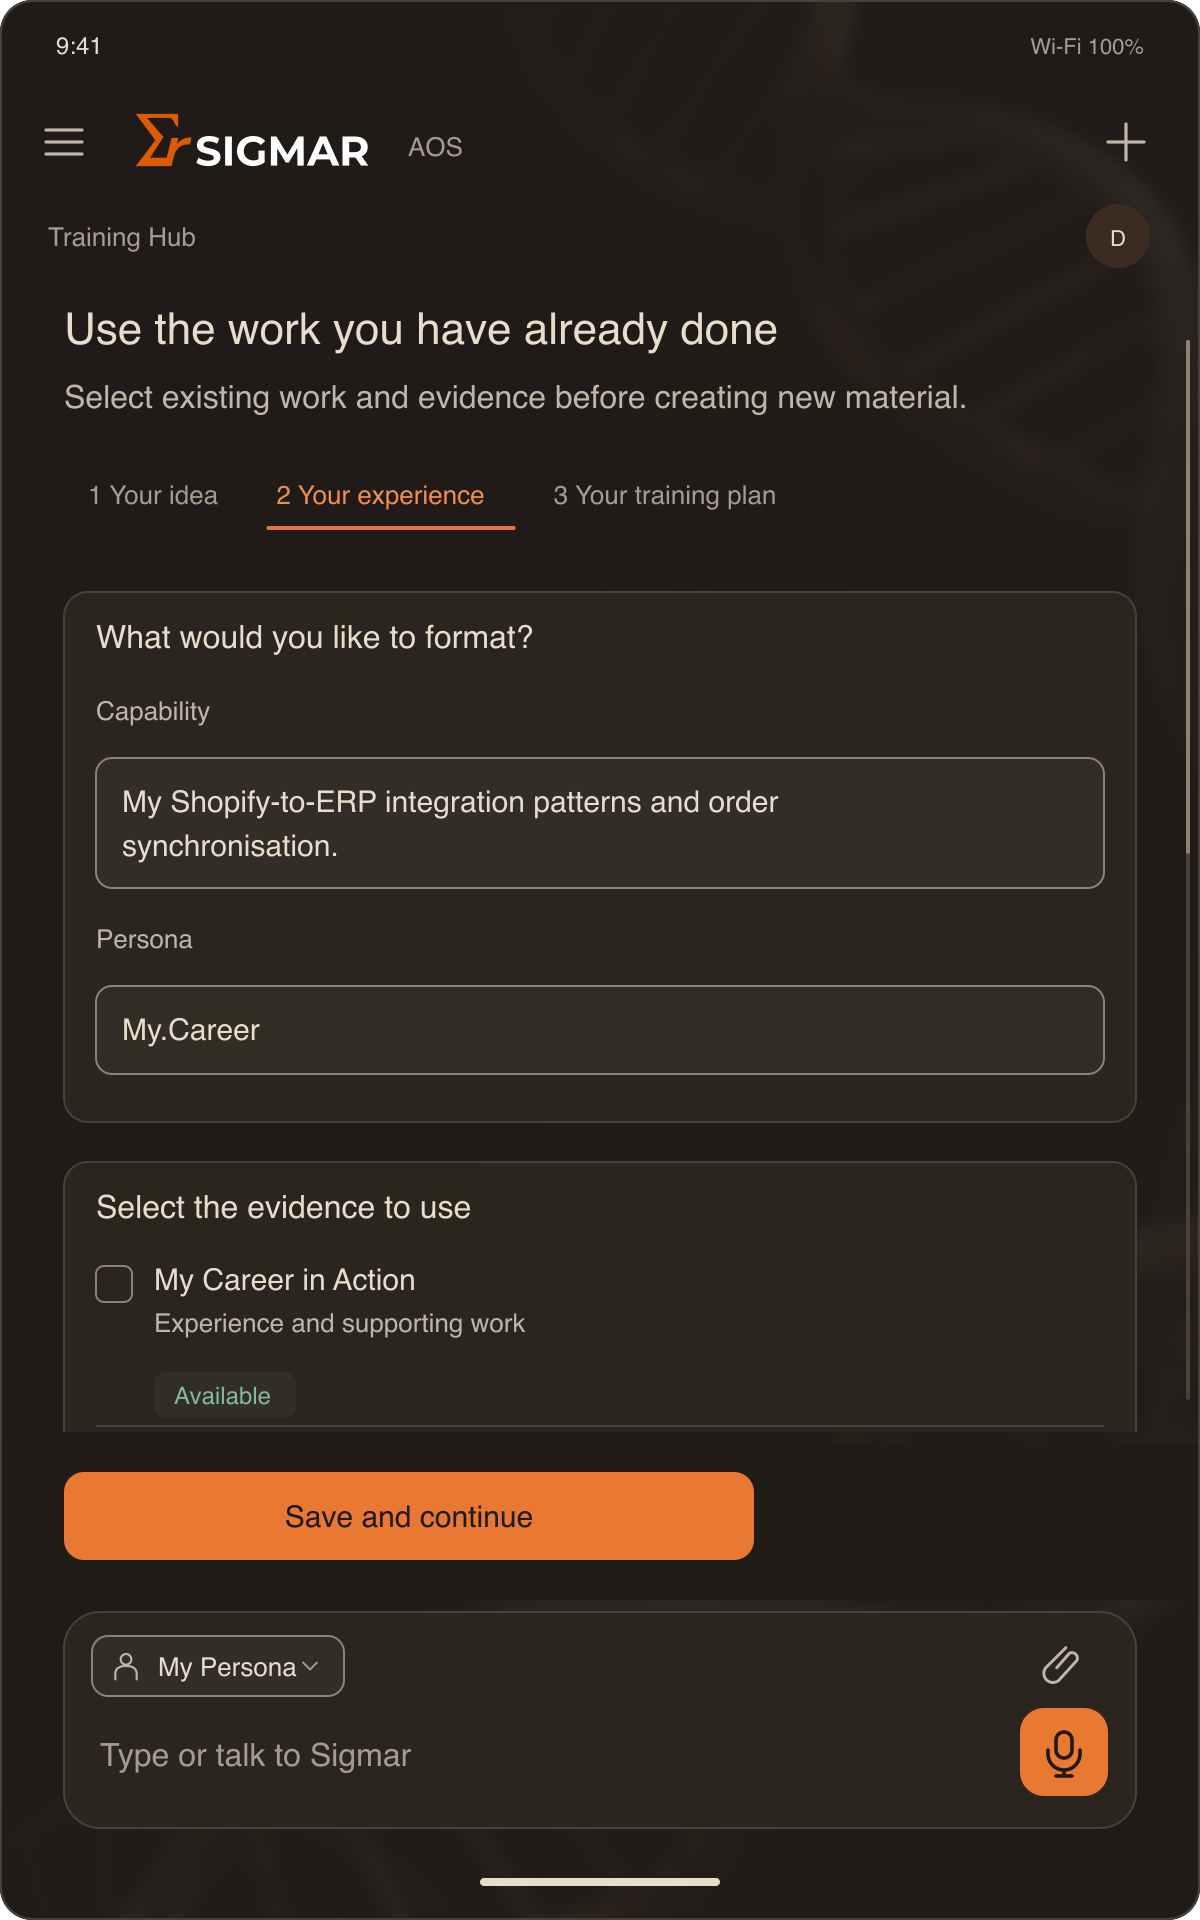 9:41
Wi-Fi 100%
Σr SIGMAR AOS
Training Hub
D
Use the work you have already done
Select existing work and evidence before creating new material.
1 Your idea
2 Your experience
3 Your training plan
What would you like to format?
Capability
My Shopify-to-ERP integration patterns and order
synchronisation.
Persona
My.Career
Select the evidence to use
My Career in Action
Experience and supporting work
Available
Save and continue
My Persona
Type or talk to Sigmar